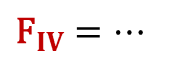 F_IV = ⋯